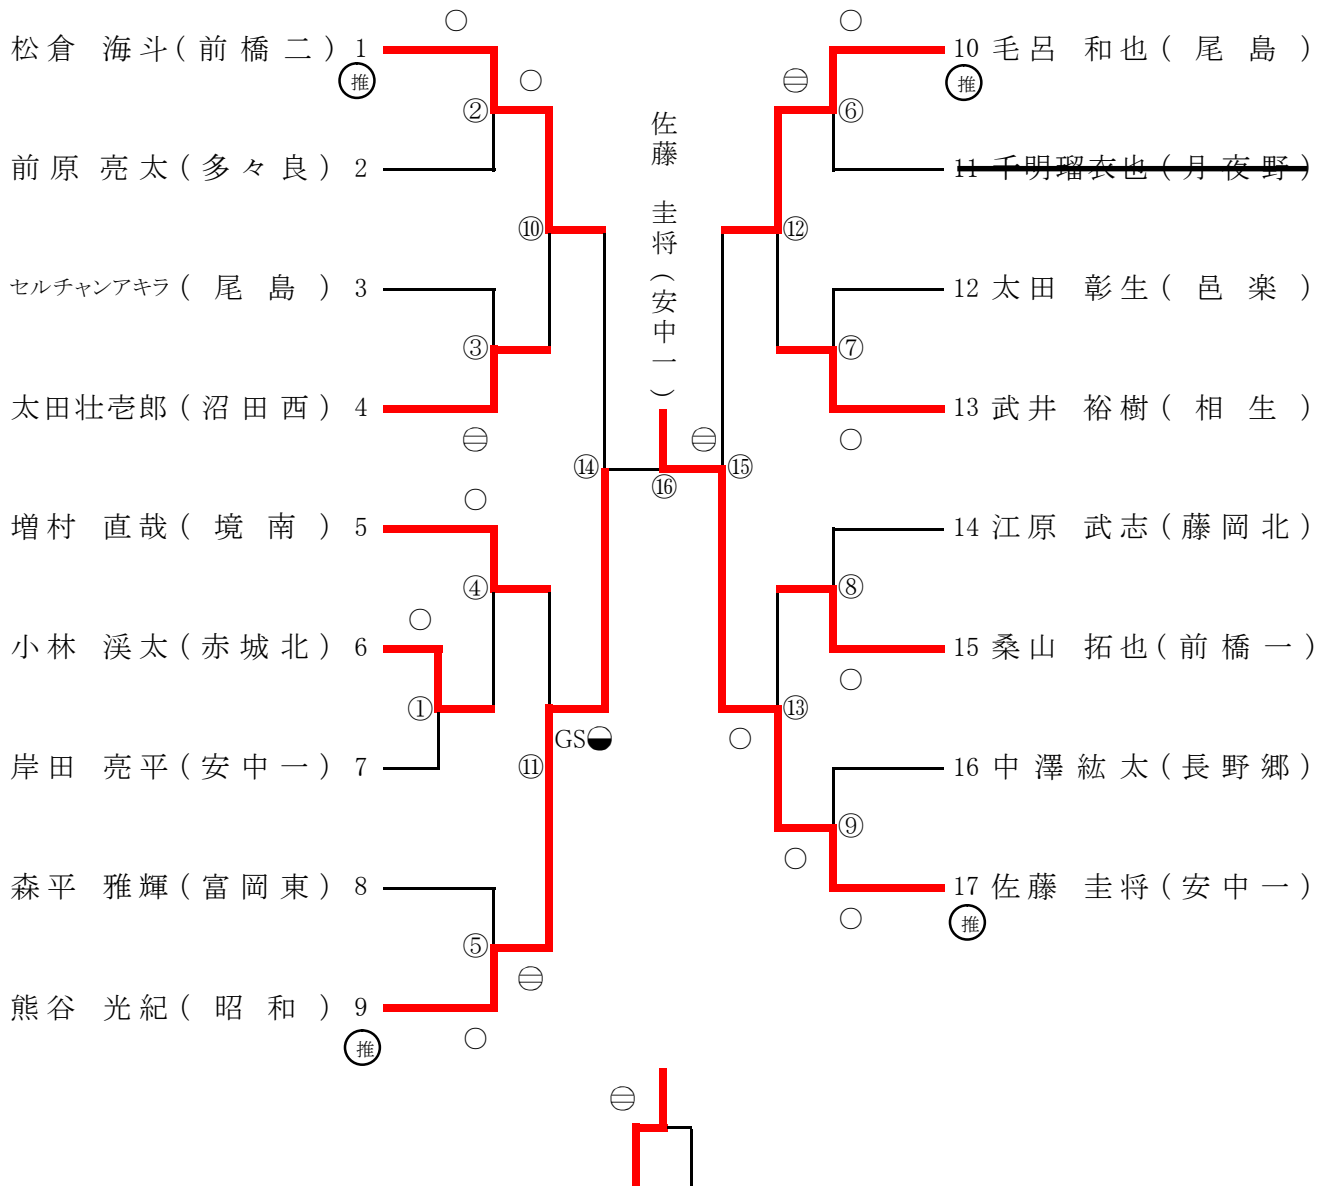 松倉 海斗(前橋二) 1
推
前原 亮太(多々良) 2
セルチャンアキラ(尾島) 3
太田壮壱郎(沼田西) 4
増村 直哉(境南) 5
小林 渓太(赤城北) 6
岸田 亮平(安中一) 7
森平 雅輝(富岡東) 8
熊谷 光紀(昭和) 9
推
②
⑩
③
⑭
④
①
⑪
GS
⑤
佐藤 圭将(安中一)
⑯
⑥
⑫
⑦
⑮
⑧
⑬
⑨
10 毛呂 和也(尾島)
推
11 千明瑠衣也(月夜野)
12 太田 彰生(邑楽)
13 武井 裕樹(相生)
14 江原 武志(藤岡北)
15 桑山 拓也(前橋一)
16 中澤紘太(長野郷)
17 佐藤 圭将(安中一)
推